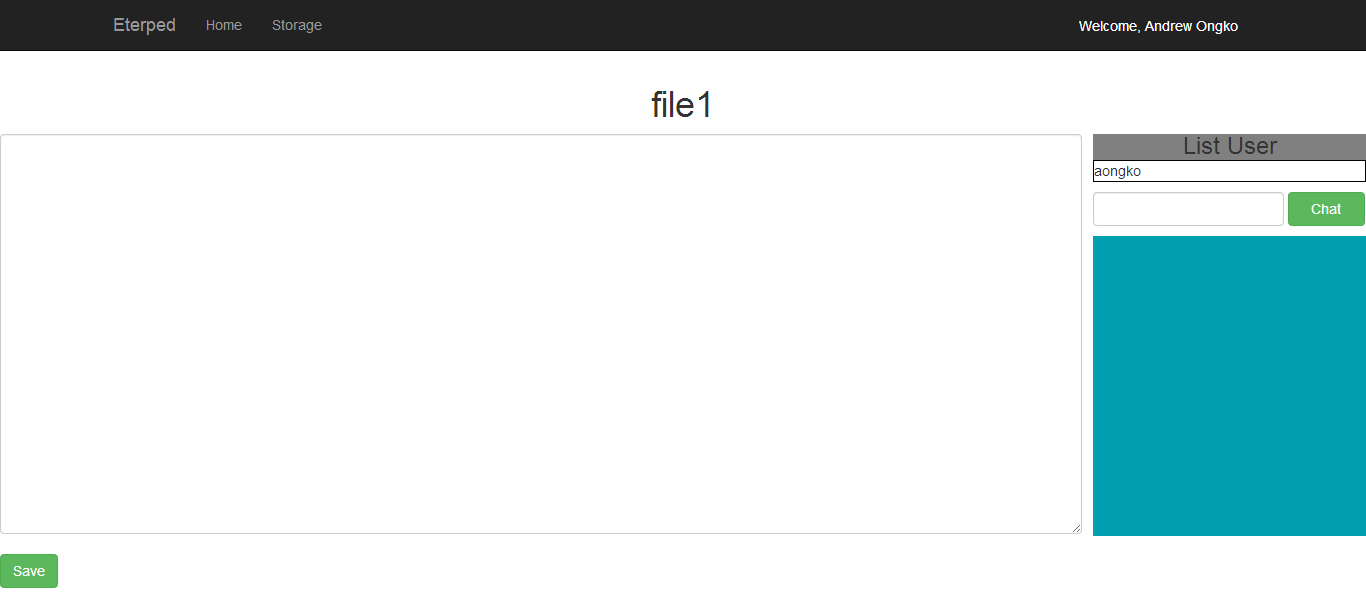 Eterped Home Storage Welcome, Andrew Ongko
file1
List User
aongko
Chat
Save